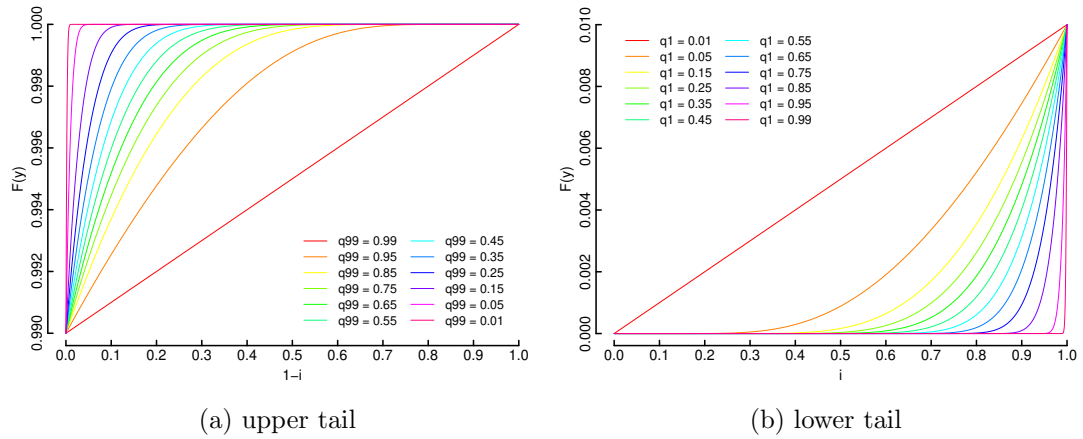 F(y)
1.000
0.998
0.996
0.994
0.992
0.990
q99 = 0.99 q99 = 0.45
q99 = 0.95 q99 = 0.35
q99 = 0.85 q99 = 0.25
q99 = 0.75 q99 = 0.15
q99 = 0.65 q99 = 0.05
q99 = 0.55 q99 = 0.01
0.0 0.1 0.2 0.3 0.4 0.5 0.6 0.7 0.8 0.9 1.0
1−i
(a) upper tail
F(y)
0.010
0.008
0.006
0.004
0.002
0.000
q1 = 0.01 q1 = 0.55
q1 = 0.05 q1 = 0.65
q1 = 0.15 q1 = 0.75
q1 = 0.25 q1 = 0.85
q1 = 0.35 q1 = 0.95
q1 = 0.45 q1 = 0.99
0.0 0.1 0.2 0.3 0.4 0.5 0.6 0.7 0.8 0.9 1.0
i
(b) lower tail